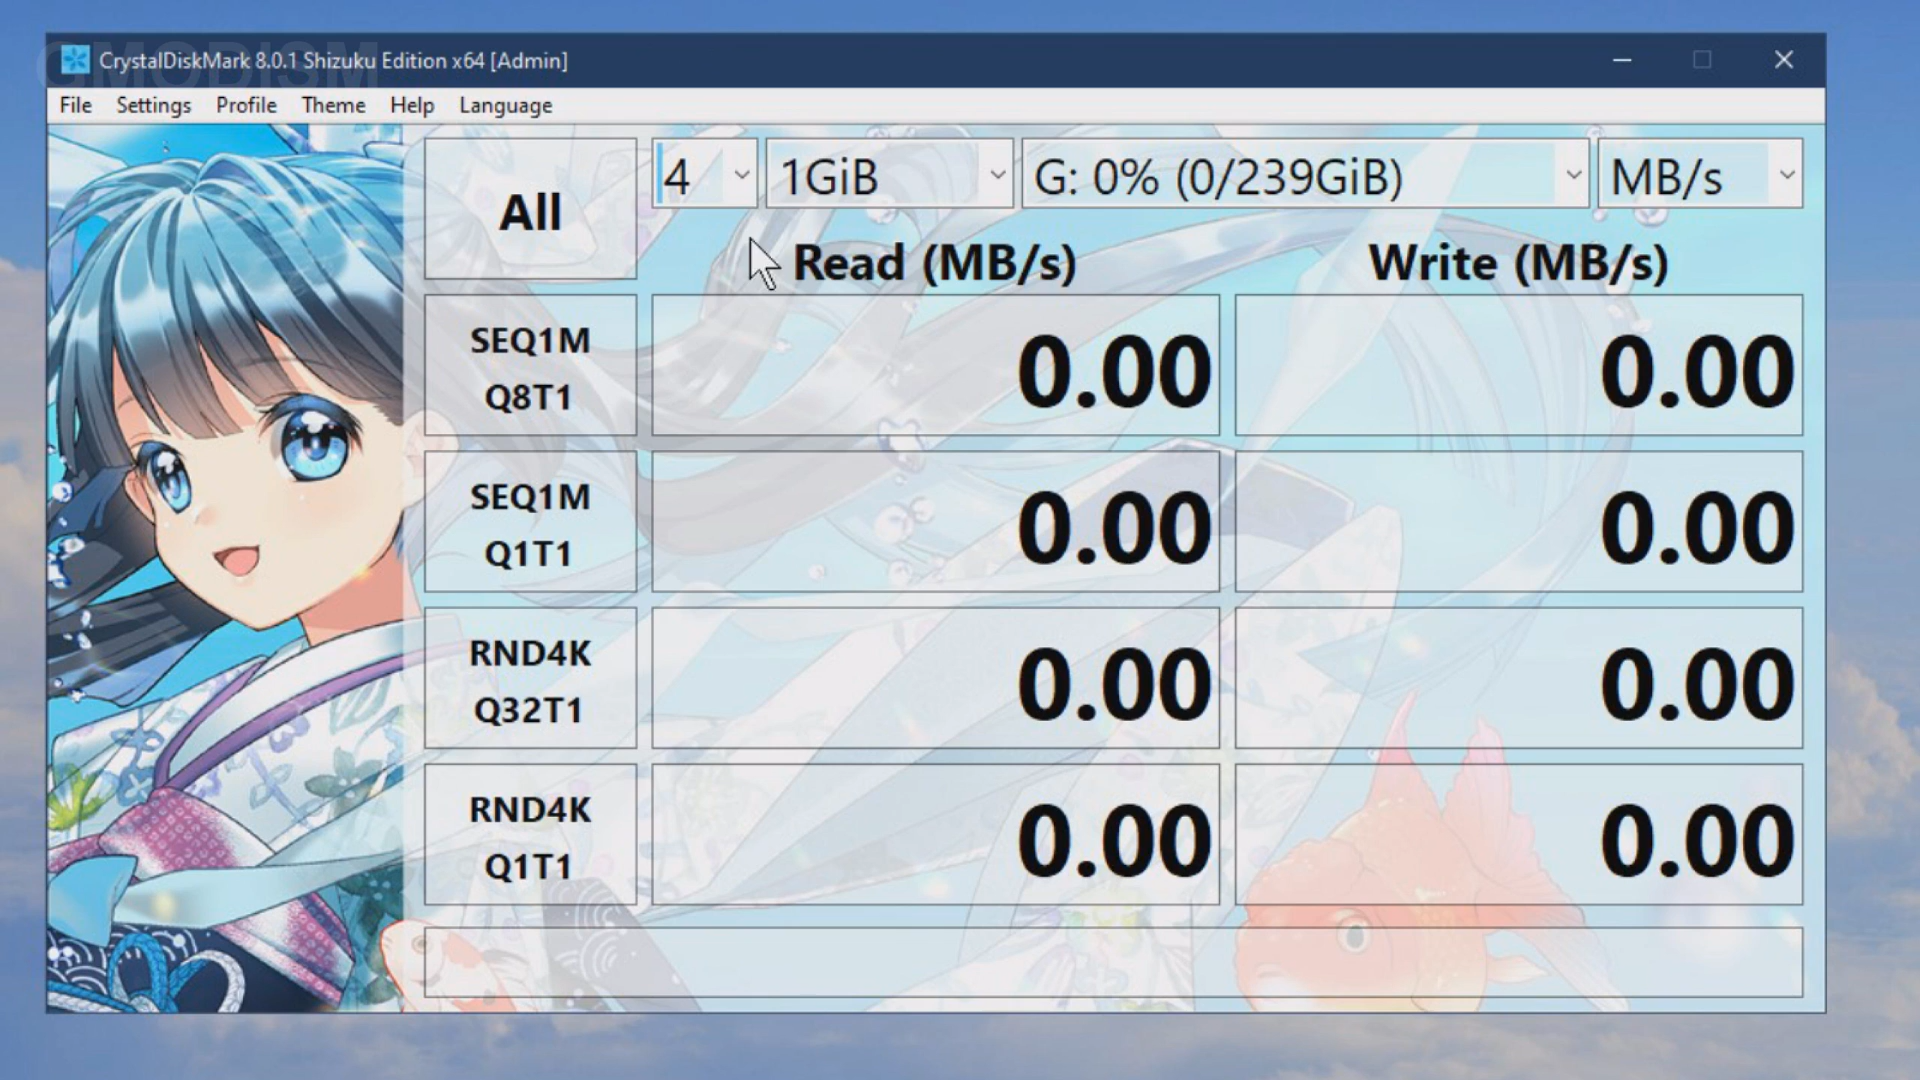 GMODISM
CrystalDiskMark 8.0.1 Shizuku Edition x64 [Admin]
File Settings Profile Theme Help Language
All 4 1GiB G: 0% (0/239GiB) MB/s
Read (MB/s) Write (MB/s)
SEQ1M
Q8T1
0.00 0.00
SEQ1M
Q1T1
0.00 0.00
RND4K
Q32T1
0.00 0.00
RND4K
Q1T1
0.00 0.00